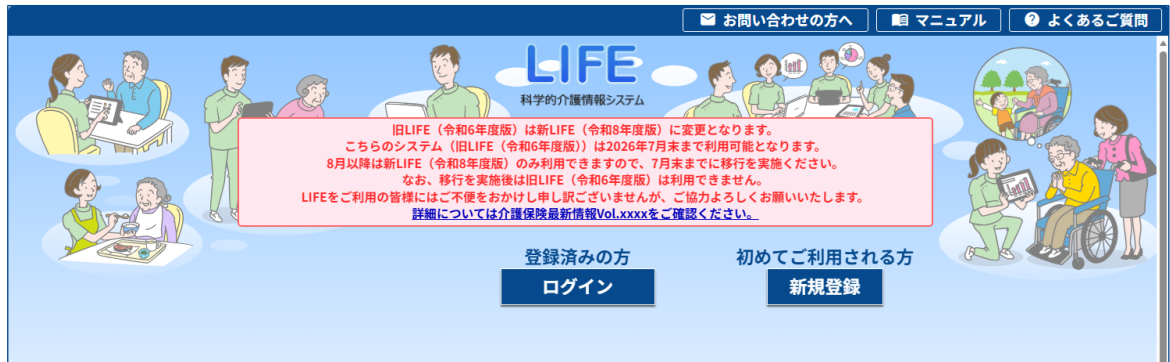 お問い合わせの方へ
マニュアル
よくあるご質問
LIFE
科学的介護情報システム
旧LIFE（令和6年度版）は新LIFE（令和8年度版）に変更となります。
こちらのシステム（旧LIFE（令和6年度版））は2026年7月末まで利用可能となります。
8月以降は新LIFE（令和8年度版）のみ利用できますので、7月末までに移行を実施ください。
なお、移行を実施後は旧LIFE（令和6年度版）は利用できません。
LIFEをご利用の皆様にはご不便をおかけし申し訳ございませんが、ご協力よろしくお願いいたします。
詳細については介護保険最新情報Vol.xxxxをご確認ください。
登録済みの方
初めてご利用される方
ログイン
新規登録